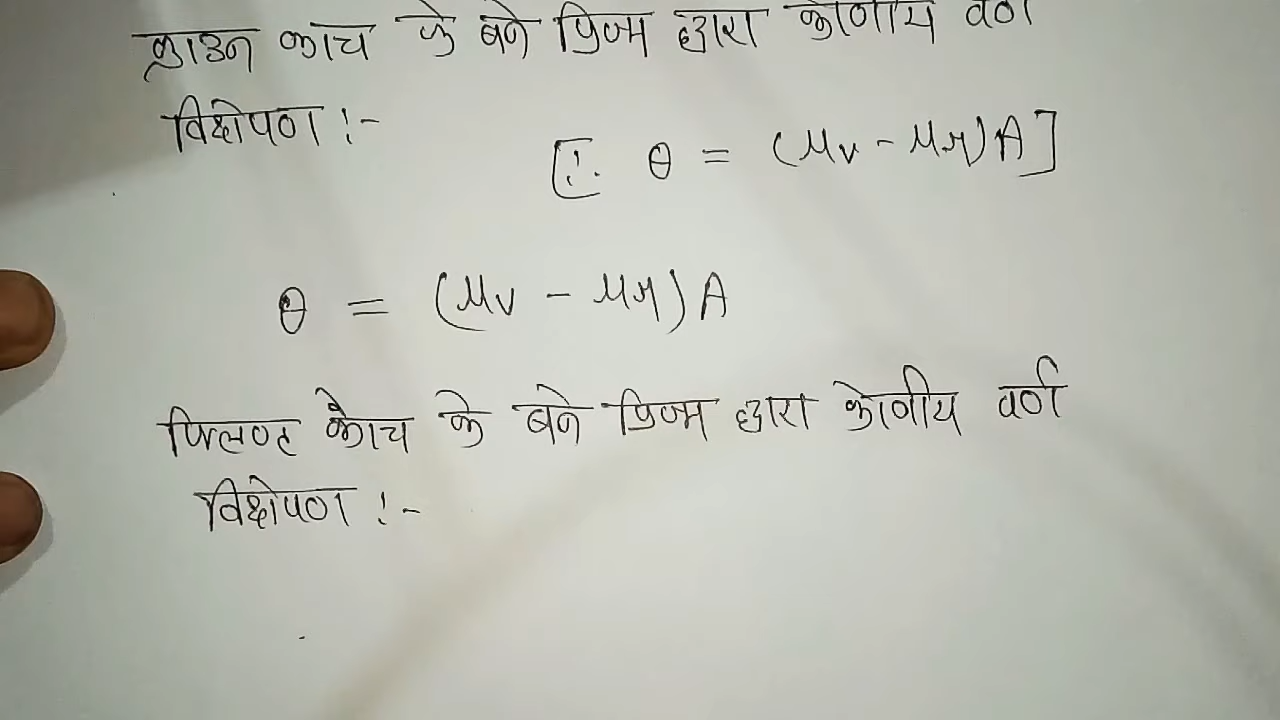 क्राउन काच के बने प्रिज्म द्वारा कोणीय वर्ण
विक्षेपण :-
[∵ θ = (μv - μr)A]
θ = (μv - μr)A
फ्लिण्ट काच के बने प्रिज्म द्वारा कोणीय वर्ण
विक्षेपण :-